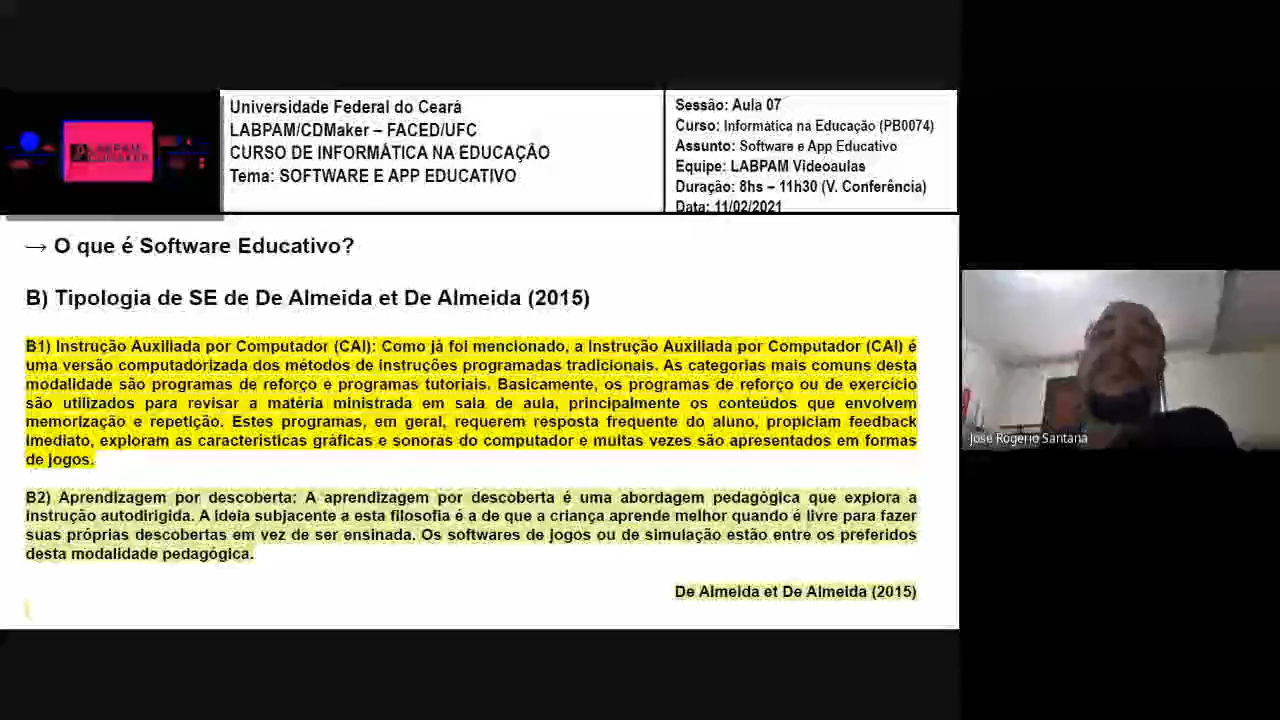 LABPAM
CDMAKER
Universidade Federal do Ceará
LABPAM/CDMaker – FACED/UFC
CURSO DE INFORMÁTICA NA EDUCAÇÃO
Tema: SOFTWARE E APP EDUCATIVO
Sessão: Aula 07
Curso: Informática na Educação (PB0074)
Assunto: Software e App Educativo
Equipe: LABPAM Videoaulas
Duração: 8hs – 11h30 (V. Conferência)
Data: 11/02/2021
→ O que é Software Educativo?
B) Tipologia de SE de De Almeida et De Almeida (2015)
B1) Instrução Auxiliada por Computador (CAI): Como já foi mencionado, a Instrução Auxiliada por Computador (CAI) é
uma versão computadorizada dos métodos de instruções programadas tradicionais. As categorias mais comuns desta
modalidade são programas de reforço e programas tutoriais. Basicamente, os programas de reforço ou de exercício
são utilizados para revisar a matéria ministrada em sala de aula, principalmente os conteúdos que envolvem
memorização e repetição. Estes programas, em geral, requerem resposta frequente do aluno, propiciam feedback
imediato, exploram as características gráficas e sonoras do computador e muitas vezes são apresentados em formas
de jogos.
B2) Aprendizagem por descoberta: A aprendizagem por descoberta é uma abordagem pedagógica que explora a
instrução autodirigida. A ideia subjacente a esta filosofia é a de que a criança aprende melhor quando é livre para fazer
suas próprias descobertas em vez de ser ensinada. Os softwares de jogos ou de simulação estão entre os preferidos
desta modalidade pedagógica.
De Almeida et De Almeida (2015)
José Rogério Santana